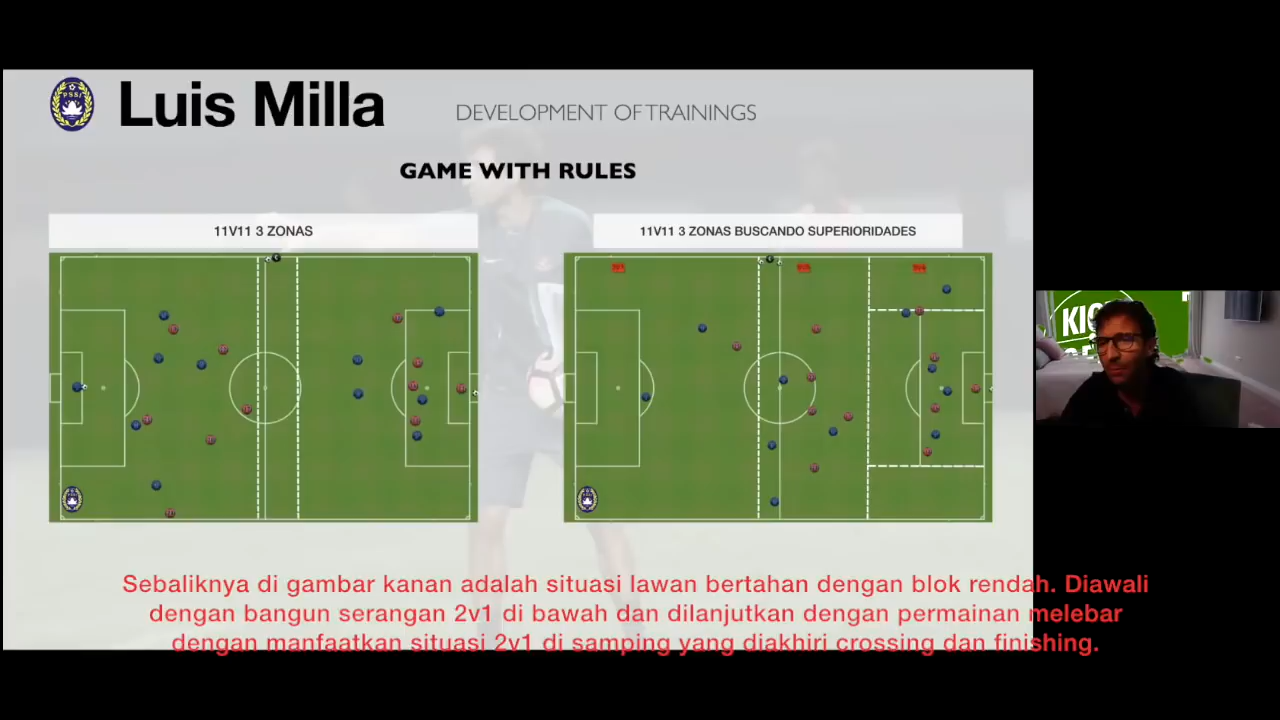 PSSI
Luis Milla
DEVELOPMENT OF TRAININGS
GAME WITH RULES
11V11 3 ZONAS
11V11 3 ZONAS BUSCANDO SUPERIORIDADES
KIC
Sebaliknya di gambar kanan adalah situasi lawan bertahan dengan blok rendah. Diawali
dengan bangun serangan 2v1 di bawah dan dilanjutkan dengan permainan melebar
dengan manfaatkan situasi 2v1 di samping yang diakhiri crossing dan finishing.